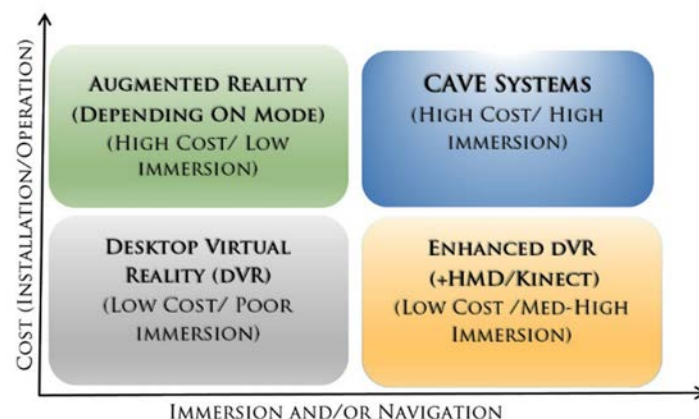 Cost (Installation/Operation)
Augmented Reality
(Depending ON Mode)
(High Cost/ Low
immersion)
CAVE Systems
(High Cost/ High
immersion)
Desktop Virtual
Reality (dVR)
(Low Cost/ Poor
immersion)
Enhanced dVR
(+HMD/Kinect)
(Low Cost /Med-High
Immersion)
Immersion and/or Navigation